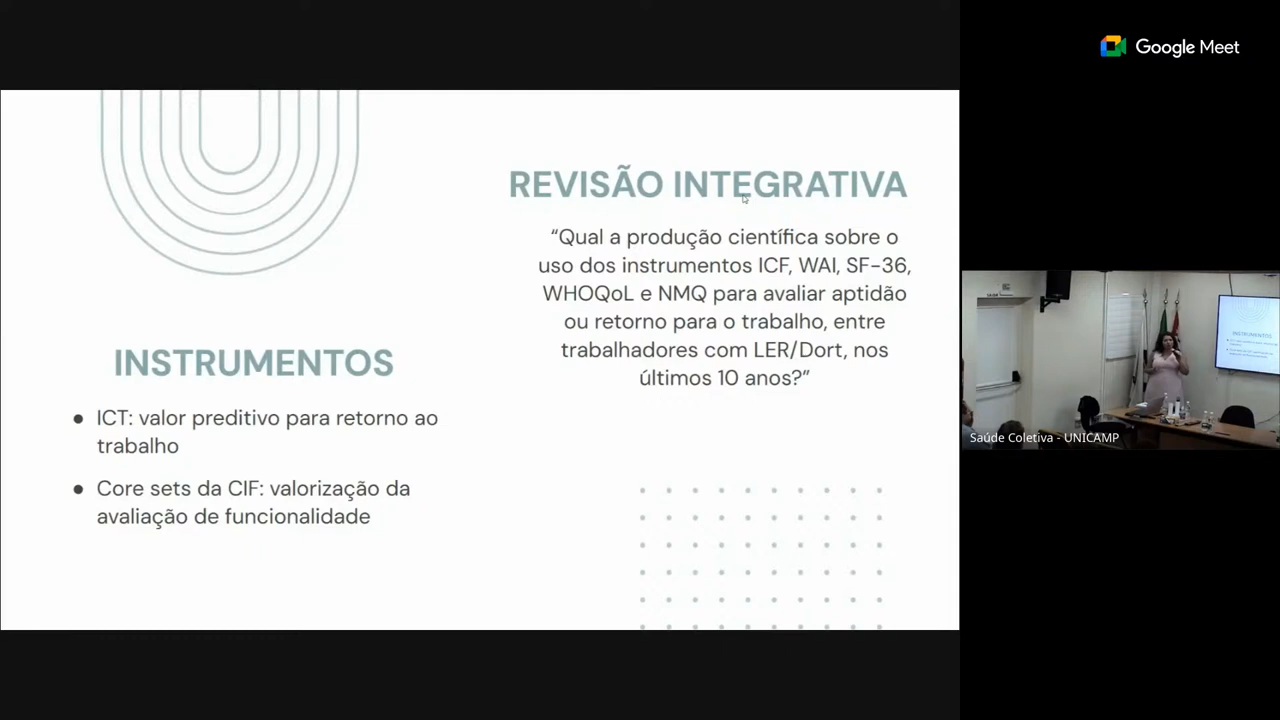 Google Meet
REVISÃO INTEGRATIVA
“Qual a produção científica sobre o
uso dos instrumentos ICF, WAI, SF-36,
WHOQoL e NMQ para avaliar aptidão
ou retorno para o trabalho, entre
trabalhadores com LER/Dort, nos
últimos 10 anos?”
INSTRUMENTOS
● ICT: valor preditivo para retorno ao
trabalho
● Core sets da CIF: valorização da
avaliação de funcionalidade
INSTRUMENTOS
Saúde Coletiva - UNICAMP